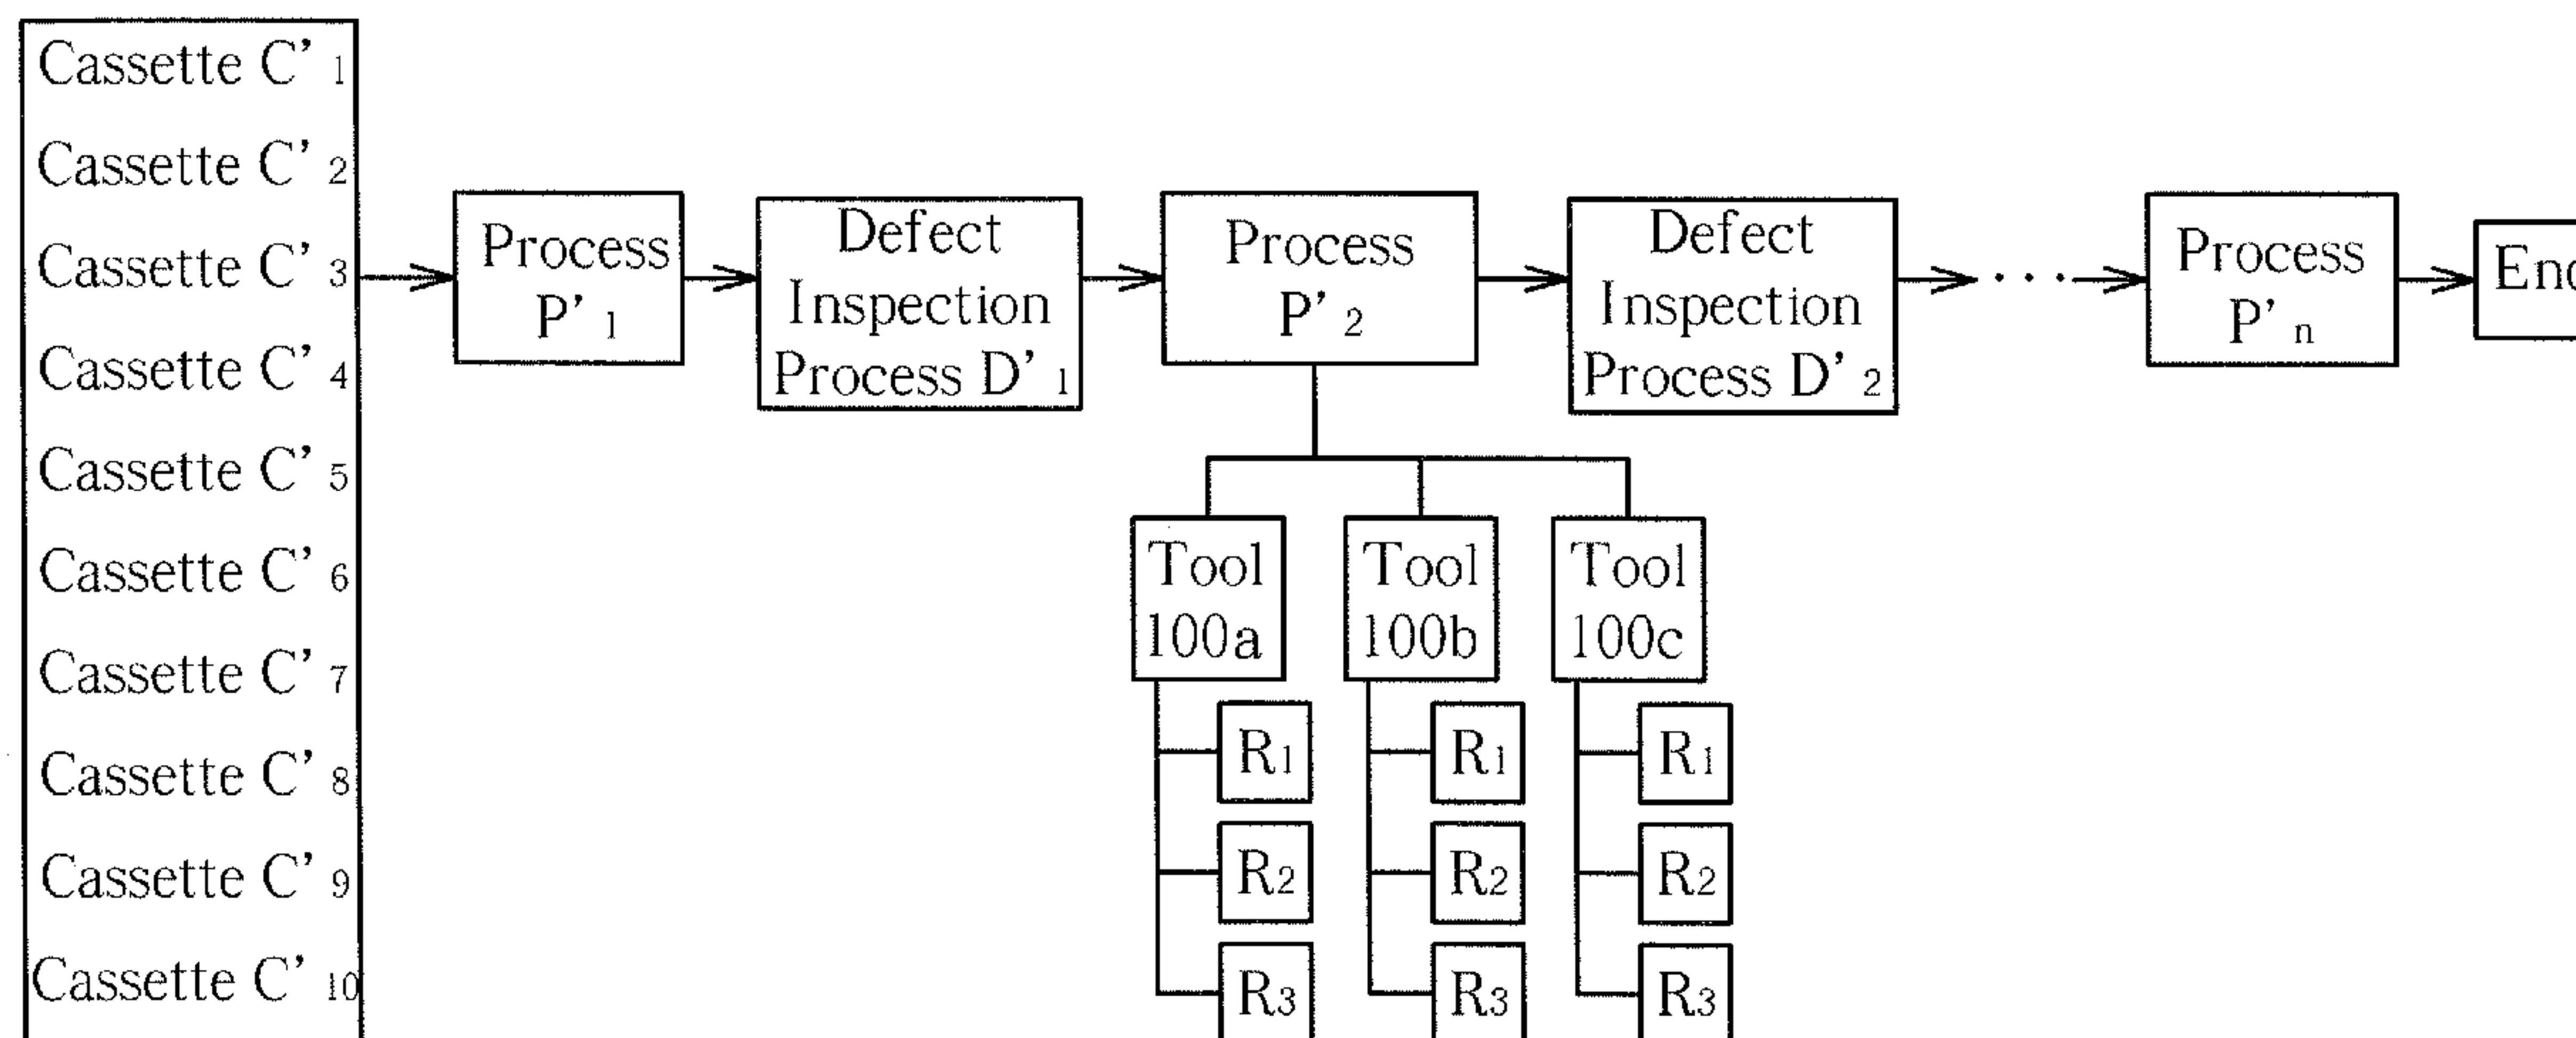 Cassette C' 1
Cassette C' 2
Cassette C' 3
Cassette C' 4
Cassette C' 5
Cassette C' 6
Cassette C' 7
Cassette C' 8
Cassette C' 9
Cassette C' 10
Process
P' 1
Defect
Inspection
Process D' 1
Process
P' 2
Defect
Inspection
Process D' 2
...
Process
P' n
Tool
100a
R1
R2
R3
Tool
100b
R1
R2
R3
Tool
100c
R1
R2
R3